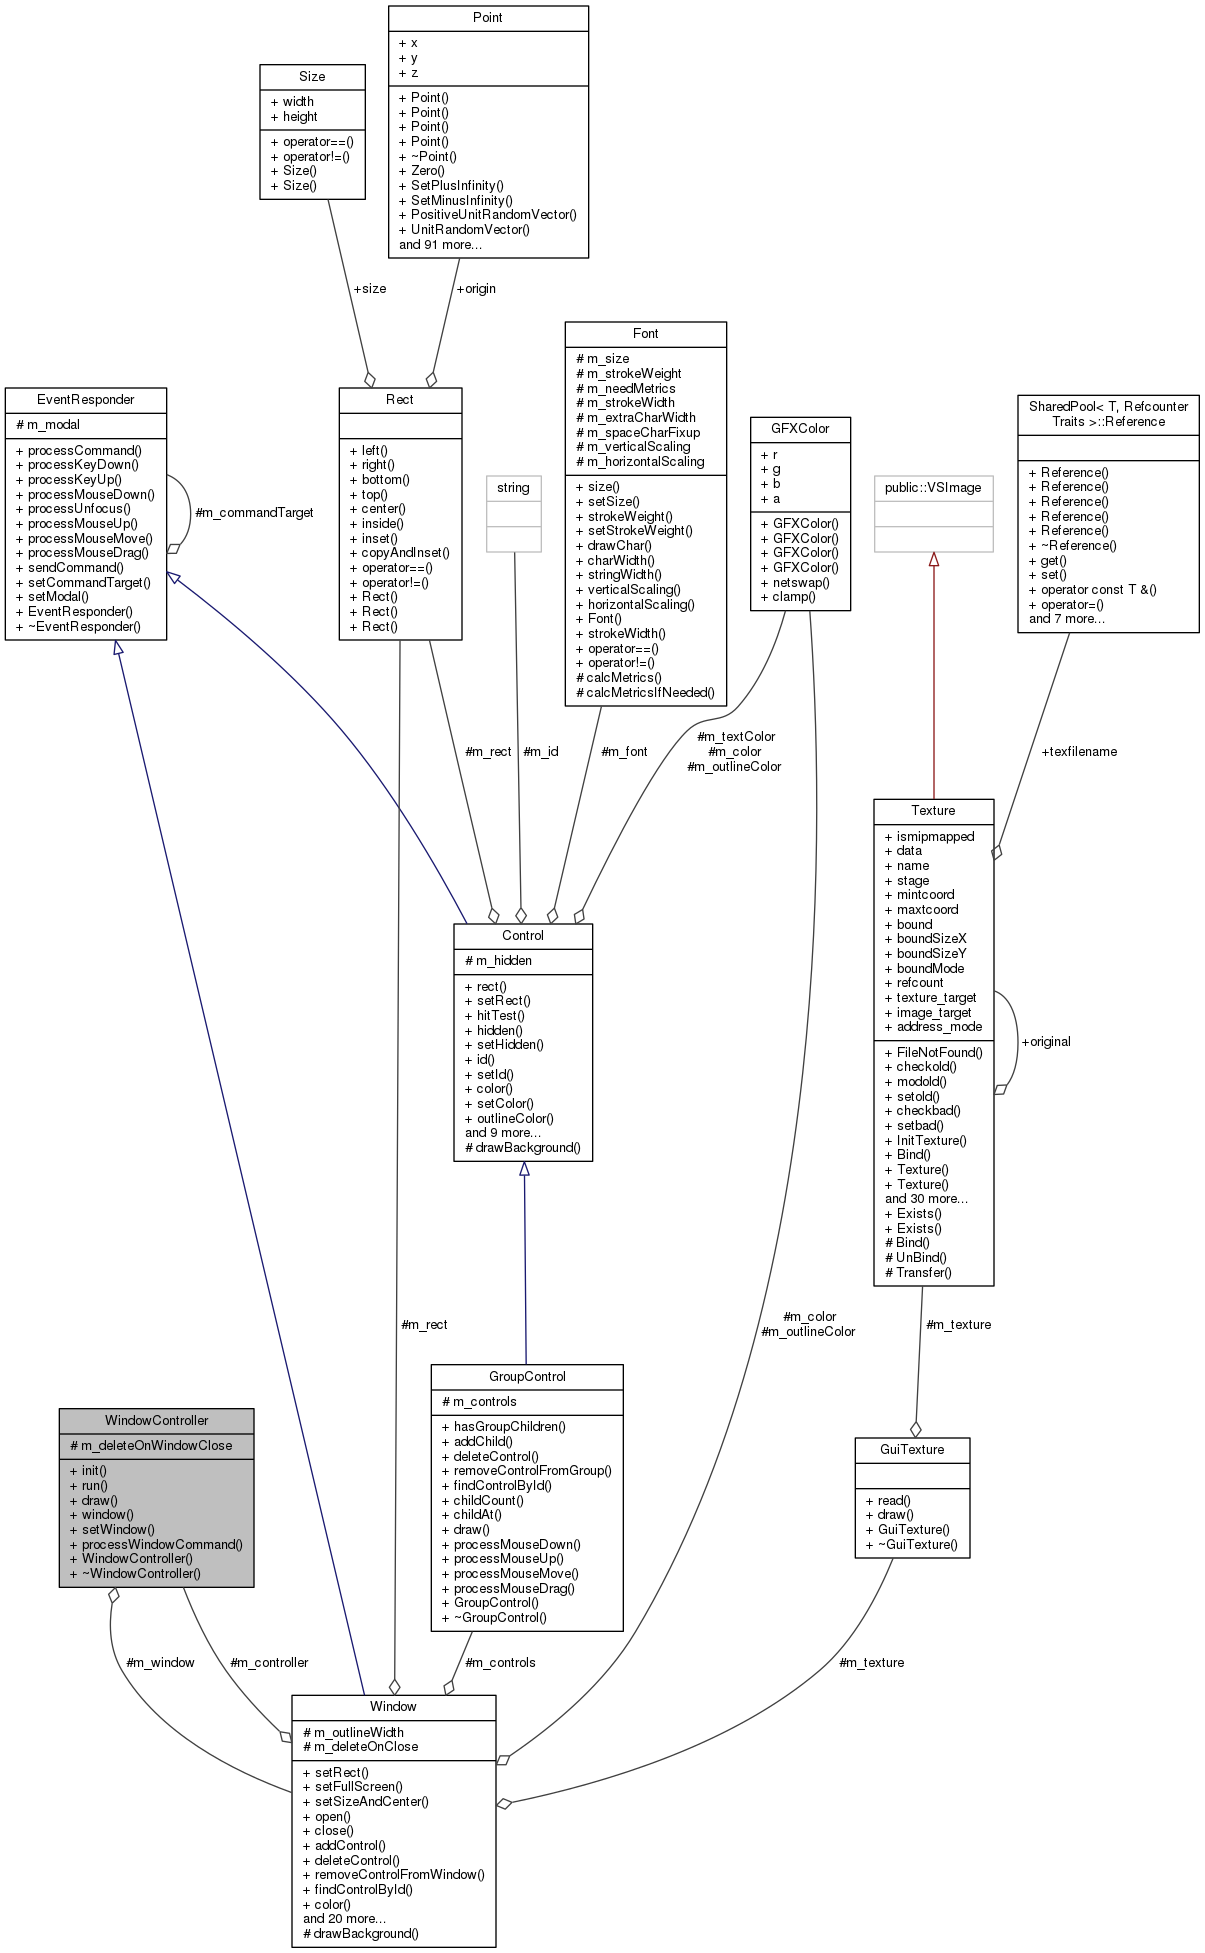 Point
+ x
+ y
+ z
+ Point()
+ Point()
+ Point()
+ Point()
+ ~Point()
+ Zero()
+ SetPlusInfinity()
+ SetMinusInfinity()
+ PositiveUnitRandomVector()
+ UnitRandomVector()
and 91 more...
Size
+ width
+ height
+ operator==()
+ operator!=()
+ Size()
+ Size()
+size
+origin
EventResponder
# m_modal
+ processCommand()
+ processKeyDown()
+ processKeyUp()
+ processMouseDown()
+ processUnfocus()
+ processMouseUp()
+ processMouseMove()
+ processMouseDrag()
+ sendCommand()
+ setCommandTarget()
+ setModal()
+ EventResponder()
+ ~EventResponder()
#m_commandTarget
Rect
+ left()
+ right()
+ bottom()
+ top()
+ center()
+ inside()
+ inset()
+ copyAndInset()
+ operator==()
+ operator!=()
+ Rect()
+ Rect()
+ Rect()
string
Font
# m_size
# m_strokeWeight
# m_needMetrics
# m_strokeWidth
# m_extraCharWidth
# m_spaceCharFixup
# m_verticalScaling
# m_horizontalScaling
+ size()
+ setSize()
+ strokeWeight()
+ setStrokeWeight()
+ drawChar()
+ charWidth()
+ stringWidth()
+ verticalScaling()
+ horizontalScaling()
+ Font()
+ strokeWidth()
+ operator==()
+ operator!=()
# calcMetrics()
# calcMetricsIfNeeded()
GFXColor
+ r
+ g
+ b
+ a
+ GFXColor()
+ GFXColor()
+ GFXColor()
+ GFXColor()
+ netswap()
+ clamp()
public::VSImage
SharedPool< T, Refcounter
Traits >::Reference
+ Reference()
+ Reference()
+ Reference()
+ Reference()
+ Reference()
+ ~Reference()
+ get()
+ set()
+ operator const T &()
+ operator=()
and 7 more...
#m_rect
#m_id
#m_font
#m_textColor
#m_color
#m_outlineColor
+texfilename
Control
# m_hidden
+ rect()
+ setRect()
+ hitTest()
+ hidden()
+ setHidden()
+ id()
+ setId()
+ color()
+ setColor()
+ outlineColor()
and 9 more...
# drawBackground()
Texture
+ ismipmapped
+ data
+ name
+ stage
+ mintcoord
+ maxtcoord
+ bound
+ boundSizeX
+ boundSizeY
+ boundMode
+ refcount
+ texture_target
+ image_target
+ address_mode
+ FileNotFound()
+ checkold()
+ modold()
+ setold()
+ checkbad()
+ setbad()
+ InitTexture()
+ Bind()
+ Texture()
+ Texture()
and 30 more...
+ Exists()
+ Exists()
# Bind()
# UnBind()
# Transfer()
+original
#m_rect
#m_color
#m_outlineColor
#m_texture
WindowController
# m_deleteOnWindowClose
+ init()
+ run()
+ draw()
+ window()
+ setWindow()
+ processWindowCommand()
+ WindowController()
+ ~WindowController()
GroupControl
# m_controls
+ hasGroupChildren()
+ addChild()
+ deleteControl()
+ removeControlFromGroup()
+ findControlById()
+ childCount()
+ childAt()
+ draw()
+ processMouseDown()
+ processMouseUp()
+ processMouseMove()
+ processMouseDrag()
+ GroupControl()
+ ~GroupControl()
GuiTexture
+ read()
+ draw()
+ GuiTexture()
+ ~GuiTexture()
#m_window
#m_controller
#m_controls
#m_texture
Window
# m_outlineWidth
# m_deleteOnClose
+ setRect()
+ setFullScreen()
+ setSizeAndCenter()
+ open()
+ close()
+ addControl()
+ deleteControl()
+ removeControlFromWindow()
+ findControlById()
+ color()
and 20 more...
# drawBackground()